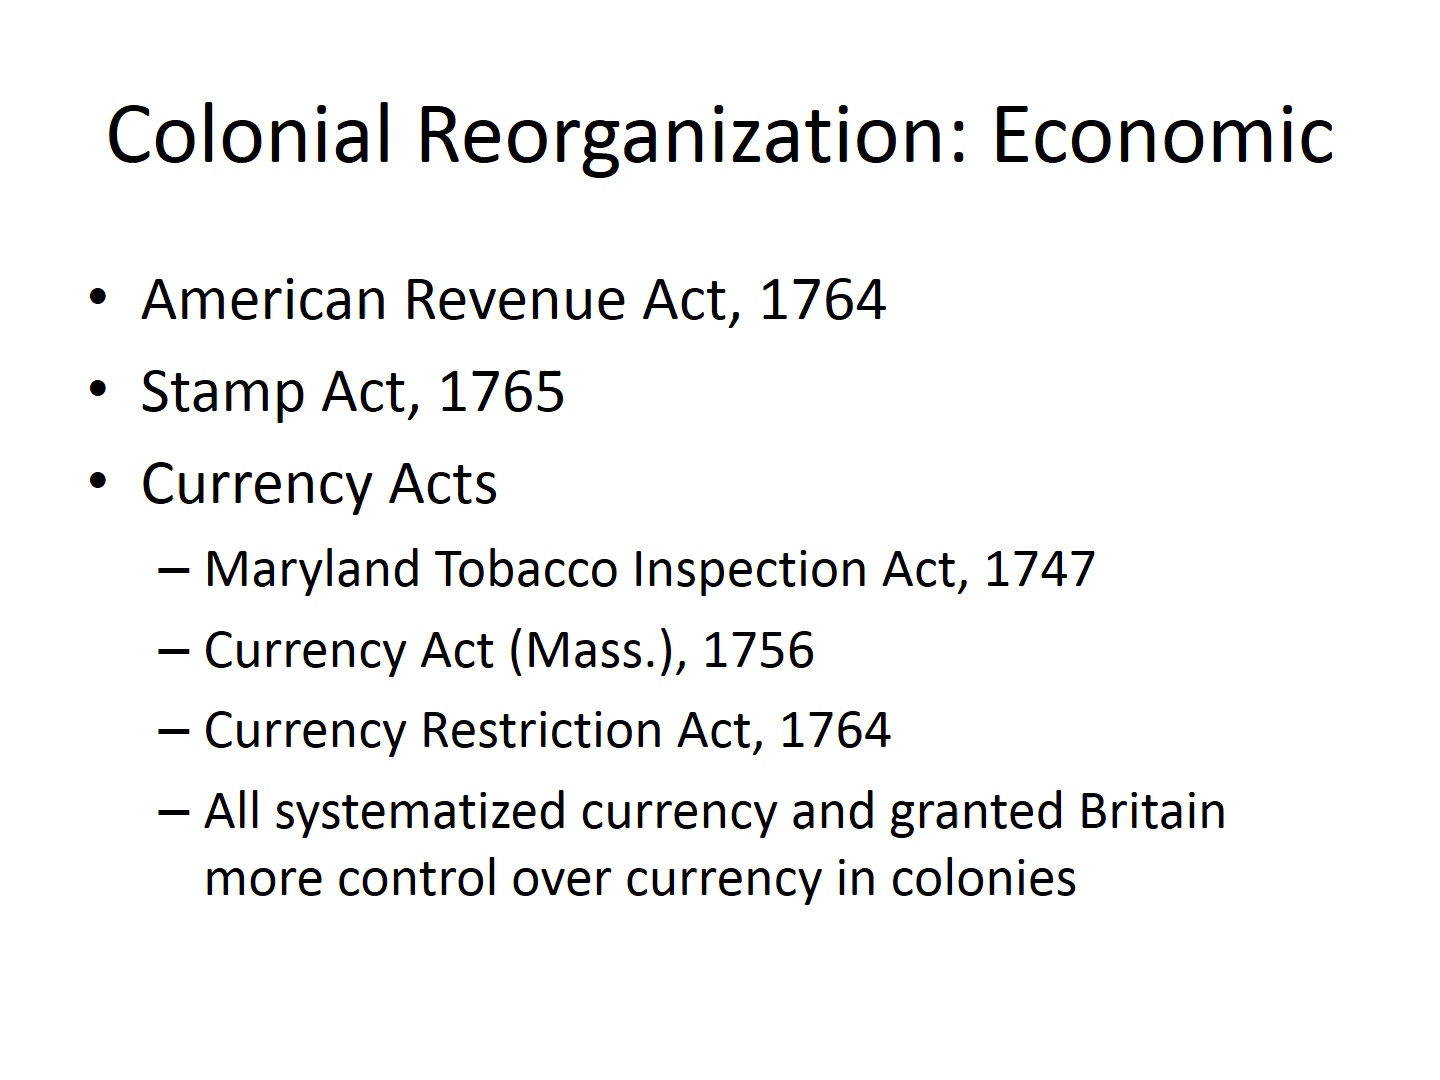 Colonial Reorganization: Economic
• American Revenue Act, 1764
• Stamp Act, 1765
• Currency Acts
– Maryland Tobacco Inspection Act, 1747
– Currency Act (Mass.), 1756
– Currency Restriction Act, 1764
– All systematized currency and granted Britain
more control over currency in colonies